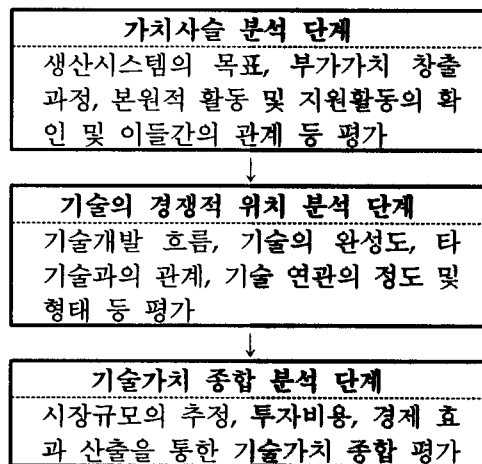 가치사슬 분석 단계
생산시스템의 목표, 부가가치 창출
과정, 본원적 활동 및 지원활동의 확
인 및 이들간의 관계 등 평가
↓
기술의 경쟁적 위치 분석 단계
기술개발 흐름, 기술의 완성도, 타
기술과의 관계, 기술 연관의 정도 및
형태 등 평가
↓
기술가치 종합 분석 단계
시장규모의 추정, 투자비용, 경제 효
과 산출을 통한 기술가치 종합 평가